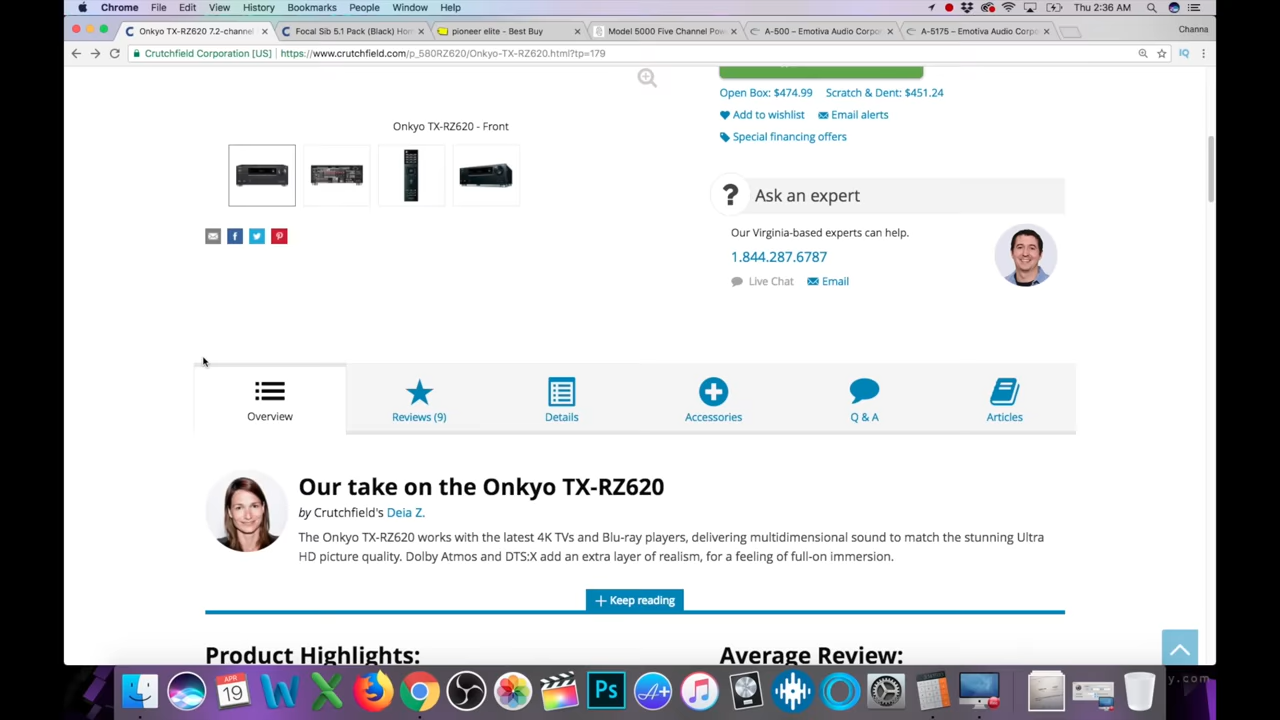 Chrome File Edit View History Bookmarks People Window Help Thu 2:36 AM
Onkyo TX-RZ620 7.2-channel Focal Sib 5.1 Pack (Black) Hom pioneer elite - Best Buy Model 5000 Five Channel Pow A-500 – Emotiva Audio Corpor A-5175 – Emotiva Audio Corpo Channa
Crutchfield Corporation [US] https://www.crutchfield.com/p_580RZ620/Onkyo-TX-RZ620.html?tp=179
Open Box: $474.99 Scratch & Dent: $451.24
Add to wishlist Email alerts
Special financing offers
Onkyo TX-RZ620 - Front
? Ask an expert
Our Virginia-based experts can help.
1.844.287.6787
Live Chat Email
Overview Reviews (9) Details Accessories Q & A Articles
Our take on the Onkyo TX-RZ620
by Crutchfield's Deia Z.
The Onkyo TX-RZ620 works with the latest 4K TVs and Blu-ray players, delivering multidimensional sound to match the stunning Ultra
HD picture quality. Dolby Atmos and DTS:X add an extra layer of realism, for a feeling of full-on immersion.
+ Keep reading
Product Highlights: Average Review:
APR
19
Ps